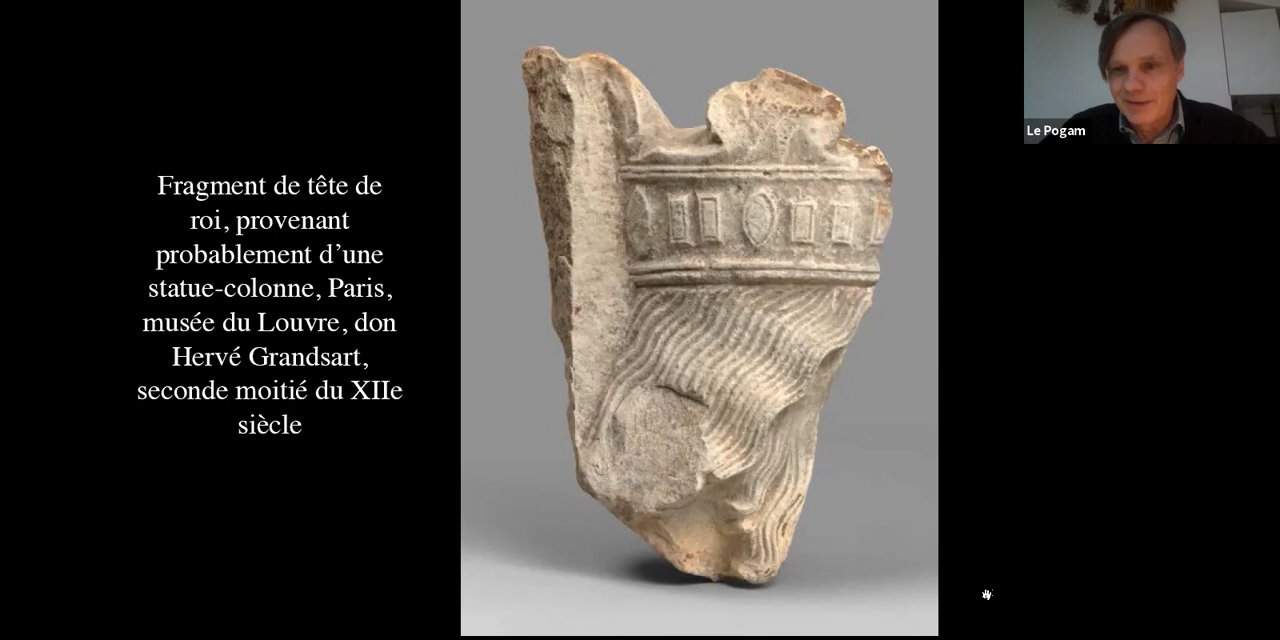 Fragment de tête de
roi, provenant
probablement d’une
statue-colonne, Paris,
musée du Louvre, don
Hervé Grandsart,
seconde moitié du XIIe
siècle
Le Pogam